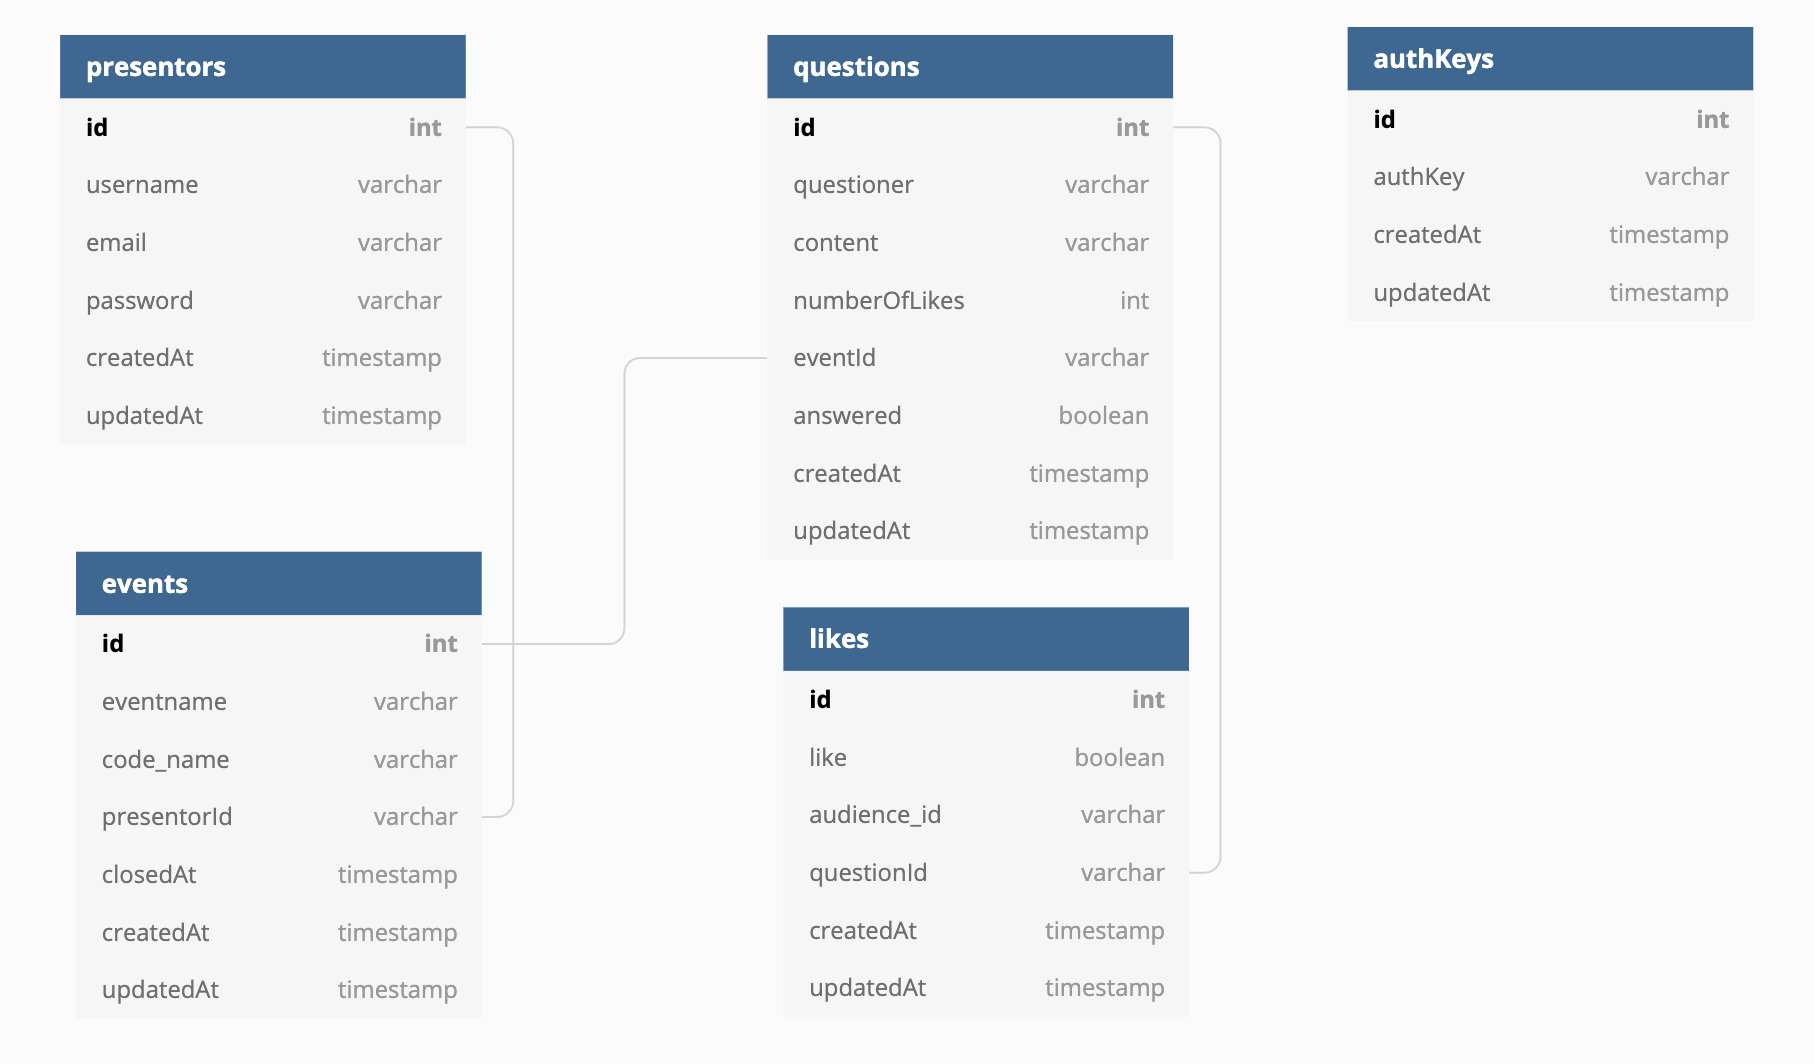 presentors
id int
username varchar
email varchar
password varchar
createdAt timestamp
updatedAt timestamp
events
id int
eventname varchar
code_name varchar
presentorId varchar
closedAt timestamp
createdAt timestamp
updatedAt timestamp
questions
id int
questioner varchar
content varchar
numberOfLikes int
eventId varchar
answered boolean
createdAt timestamp
updatedAt timestamp
likes
id int
like boolean
audience_id varchar
questionId varchar
createdAt timestamp
updatedAt timestamp
authKeys
id int
authKey varchar
createdAt timestamp
updatedAt timestamp